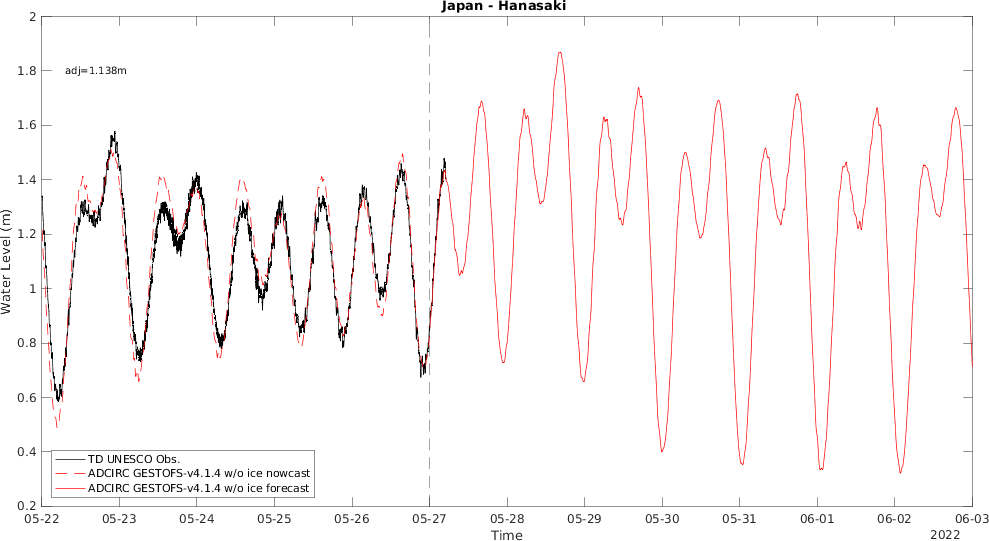 Japan - Hanasaki
2
1.8
1.6
1.4
1.2
1
0.8
0.6
0.4
0.2
Water Level (m)
adj=1.138m
TD UNESCO Obs.
ADCIRC GESTOFS-v4.1.4 w/o ice nowcast
ADCIRC GESTOFS-v4.1.4 w/o ice forecast
05-22 05-23 05-24 05-25 05-26 05-27 05-28 05-29 05-30 05-31 06-01 06-02 06-03
Time
2022